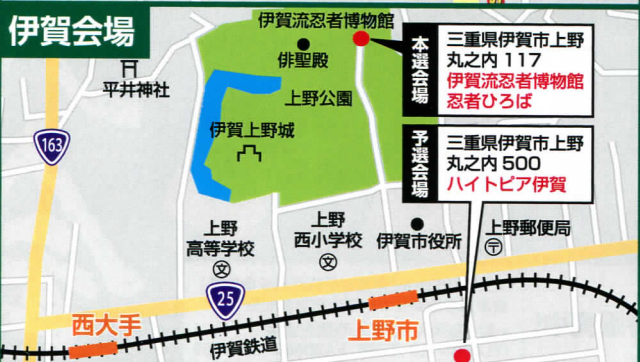 伊賀会場
伊賀流忍者博物館
俳聖殿
平井神社
上野公園
伊賀上野城
本選会場
三重県伊賀市上野
丸之内 117
伊賀流忍者博物館
忍者ひろば
予選会場
三重県伊賀市上野
丸之内 500
ハイトピア伊賀
163
上野
高等学校
文
上野
西小学校
文
伊賀市役所
上野郵便局
〒
25
西大手
伊賀鉄道
上野市